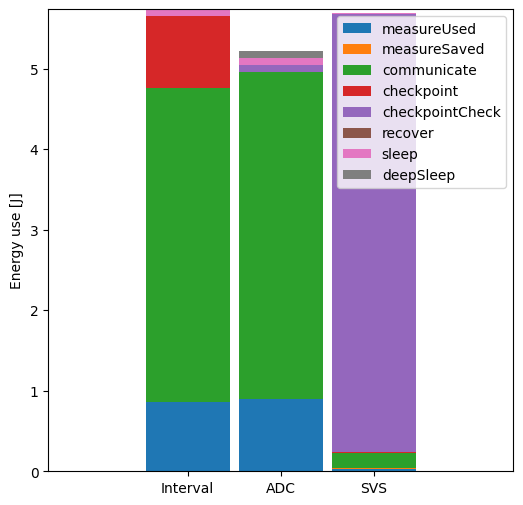 measureUsed
measureSaved
communicate
checkpoint
checkpointCheck
recover
sleep
deepSleep
Energy use [J]
5
4
3
2
1
0
Interval
ADC
SVS